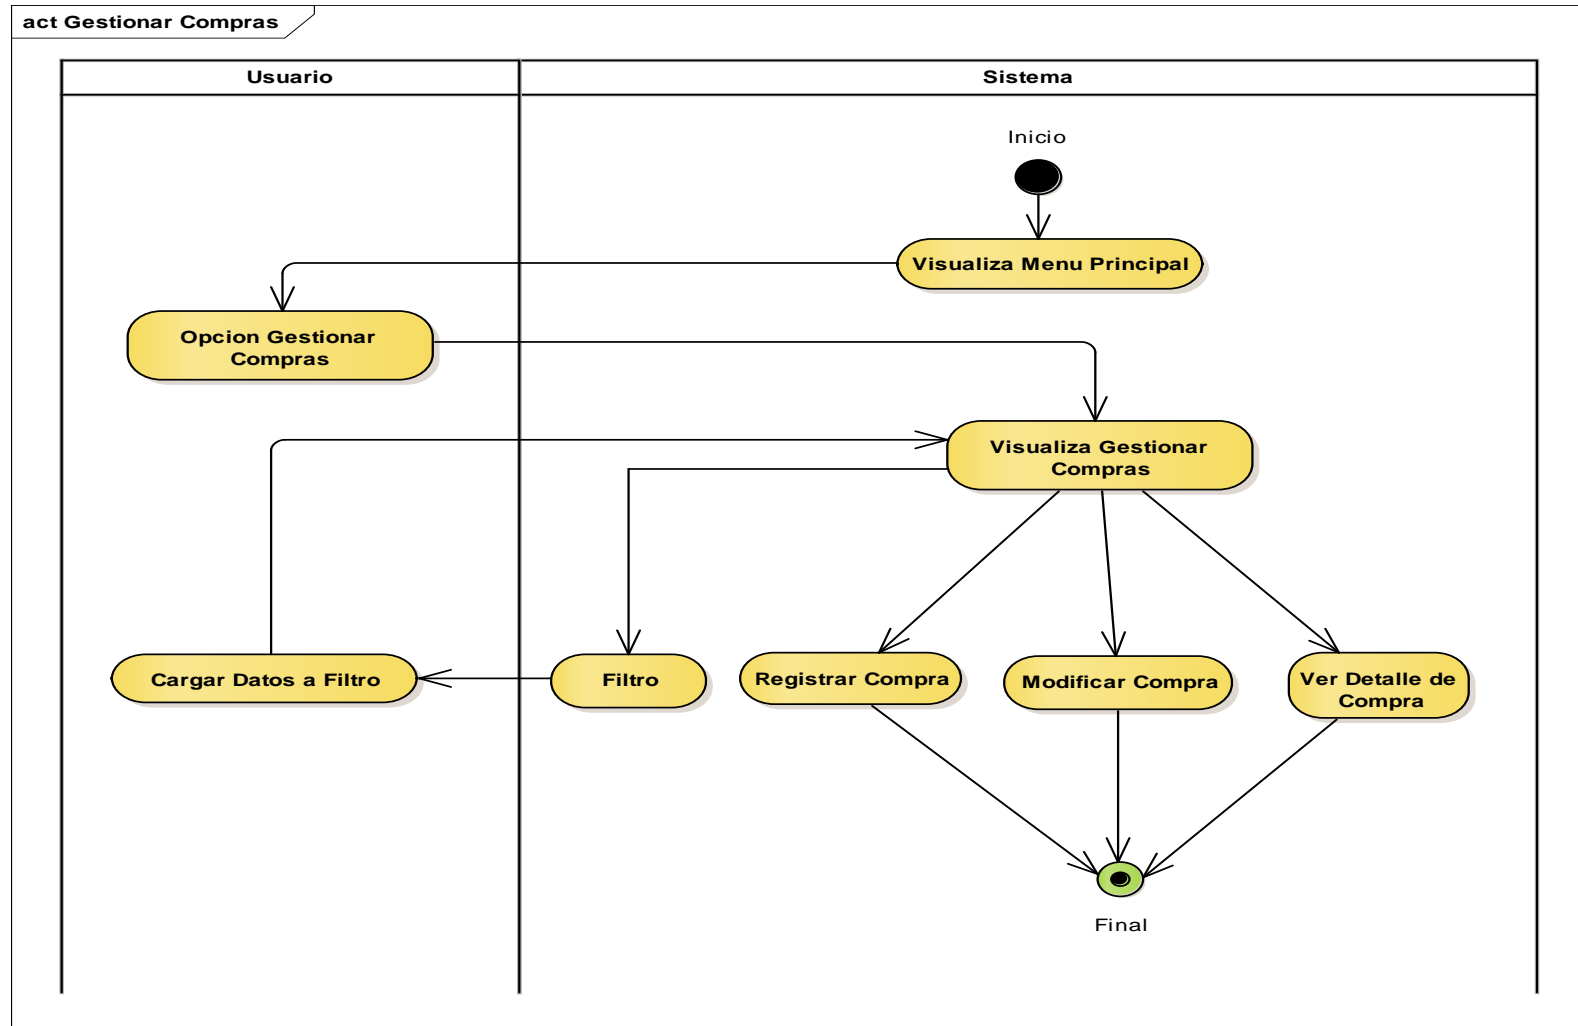 act Gestionar Compras
Usuario
Sistema
Inicio
Visualiza Menu Principal
Opcion Gestionar
Compras
Visualiza Gestionar
Compras
Cargar Datos a Filtro
Filtro
Registrar Compra
Modificar Compra
Ver Detalle de
Compra
Final